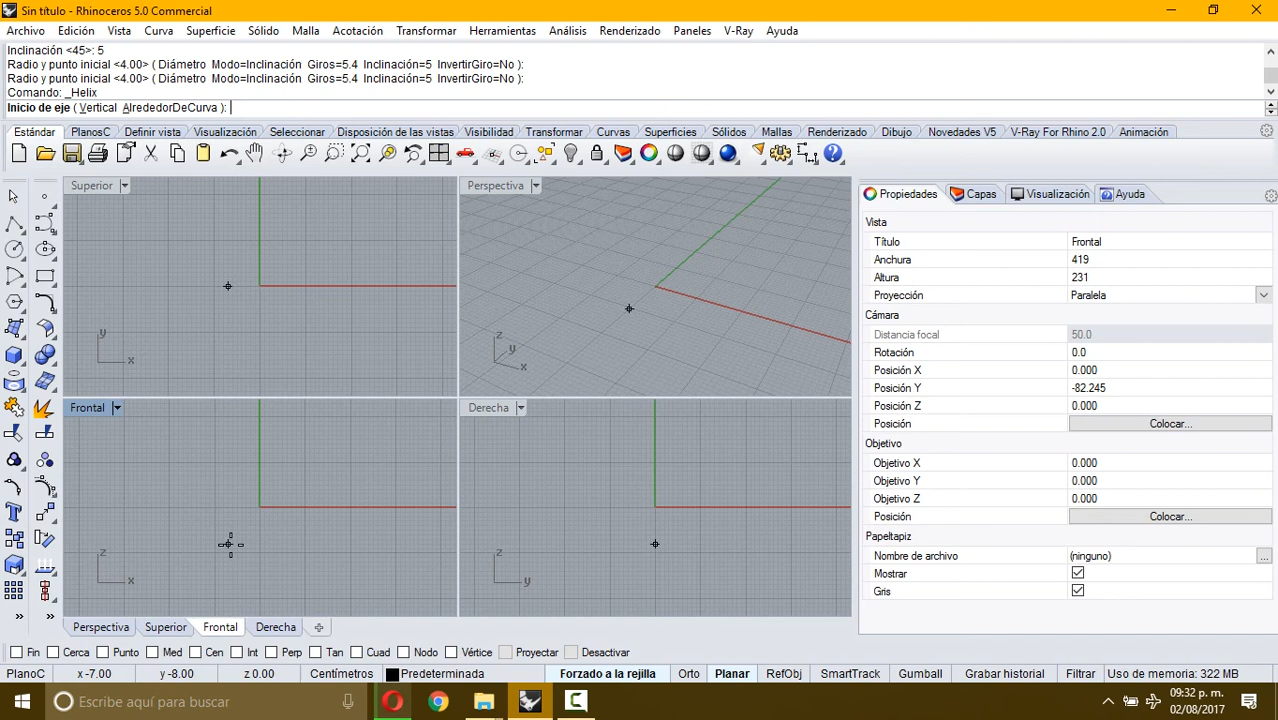 Sin título - Rhinoceros 5.0 Commercial
Archivo Edición Vista Curva Superficie Sólido Malla Acotación Transformar Herramientas Análisis Renderizado Paneles V-Ray Ayuda
Inclinación <45>: 5
Radio y punto inicial <4.00> ( Diámetro Modo=Inclinación Giros=5.4 Inclinación=5 InvertirGiro=No ):
Radio y punto inicial <4.00> ( Diámetro Modo=Inclinación Giros=5.4 Inclinación=5 InvertirGiro=No ):
Comando: _Helix
Inicio de eje ( Vertical AlrededorDeCurva ):
Estándar PlanosC Definir vista Visualización Seleccionar Disposición de las vistas Visibilidad Transformar Curvas Superficies Sólidos Mallas Renderizado Dibujo Novedades V5 V-Ray For Rhino 2.0 Animación
Superior
y
x
Perspectiva
z
y
x
Frontal
z
x
Derecha
z
y
Propiedades Capas Visualización Ayuda
Vista
Título Frontal
Anchura 419
Altura 231
Proyección Paralela
Cámara
Distancia focal 50.0
Rotación 0.0
Posición X 0.000
Posición Y -82.245
Posición Z 0.000
Posición Colocar...
Objetivo
Objetivo X 0.000
Objetivo Y 0.000
Objetivo Z 0.000
Posición Colocar...
Papeltapiz
Nombre de archivo (ninguno) ...
Mostrar
Gris
Perspectiva Superior Frontal Derecha
Fin Cerca Punto Med Cen Int Perp Tan Cuad Nodo Vértice Proyectar Desactivar
PlanoC x -7.00 y -8.00 z 0.00 Centímetros Predeterminada Forzado a la rejilla Orto Planar RefObj SmartTrack Gumball Grabar historial Filtrar Uso de memoria: 322 MB
Escribe aquí para buscar
09:32 p. m.
02/08/2017